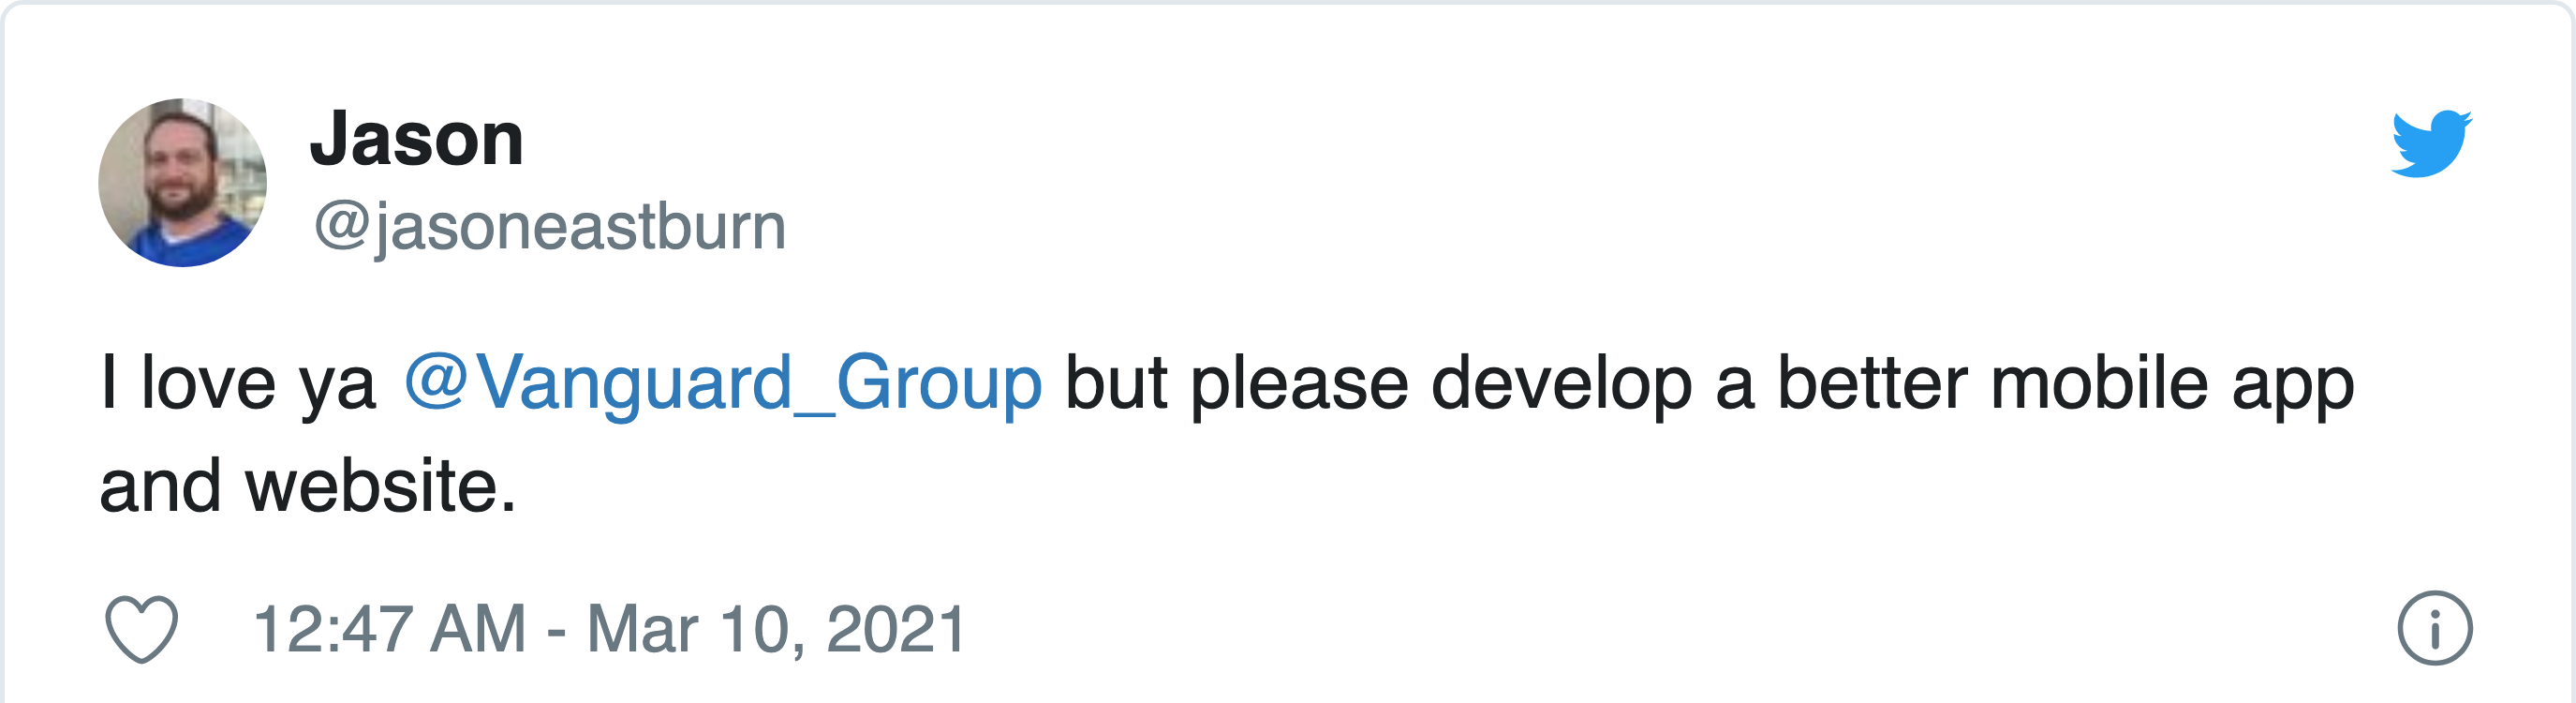 Jason
@jasoneastburn
I love ya @Vanguard_Group but please develop a better mobile app
and website.
12:47 AM - Mar 10, 2021